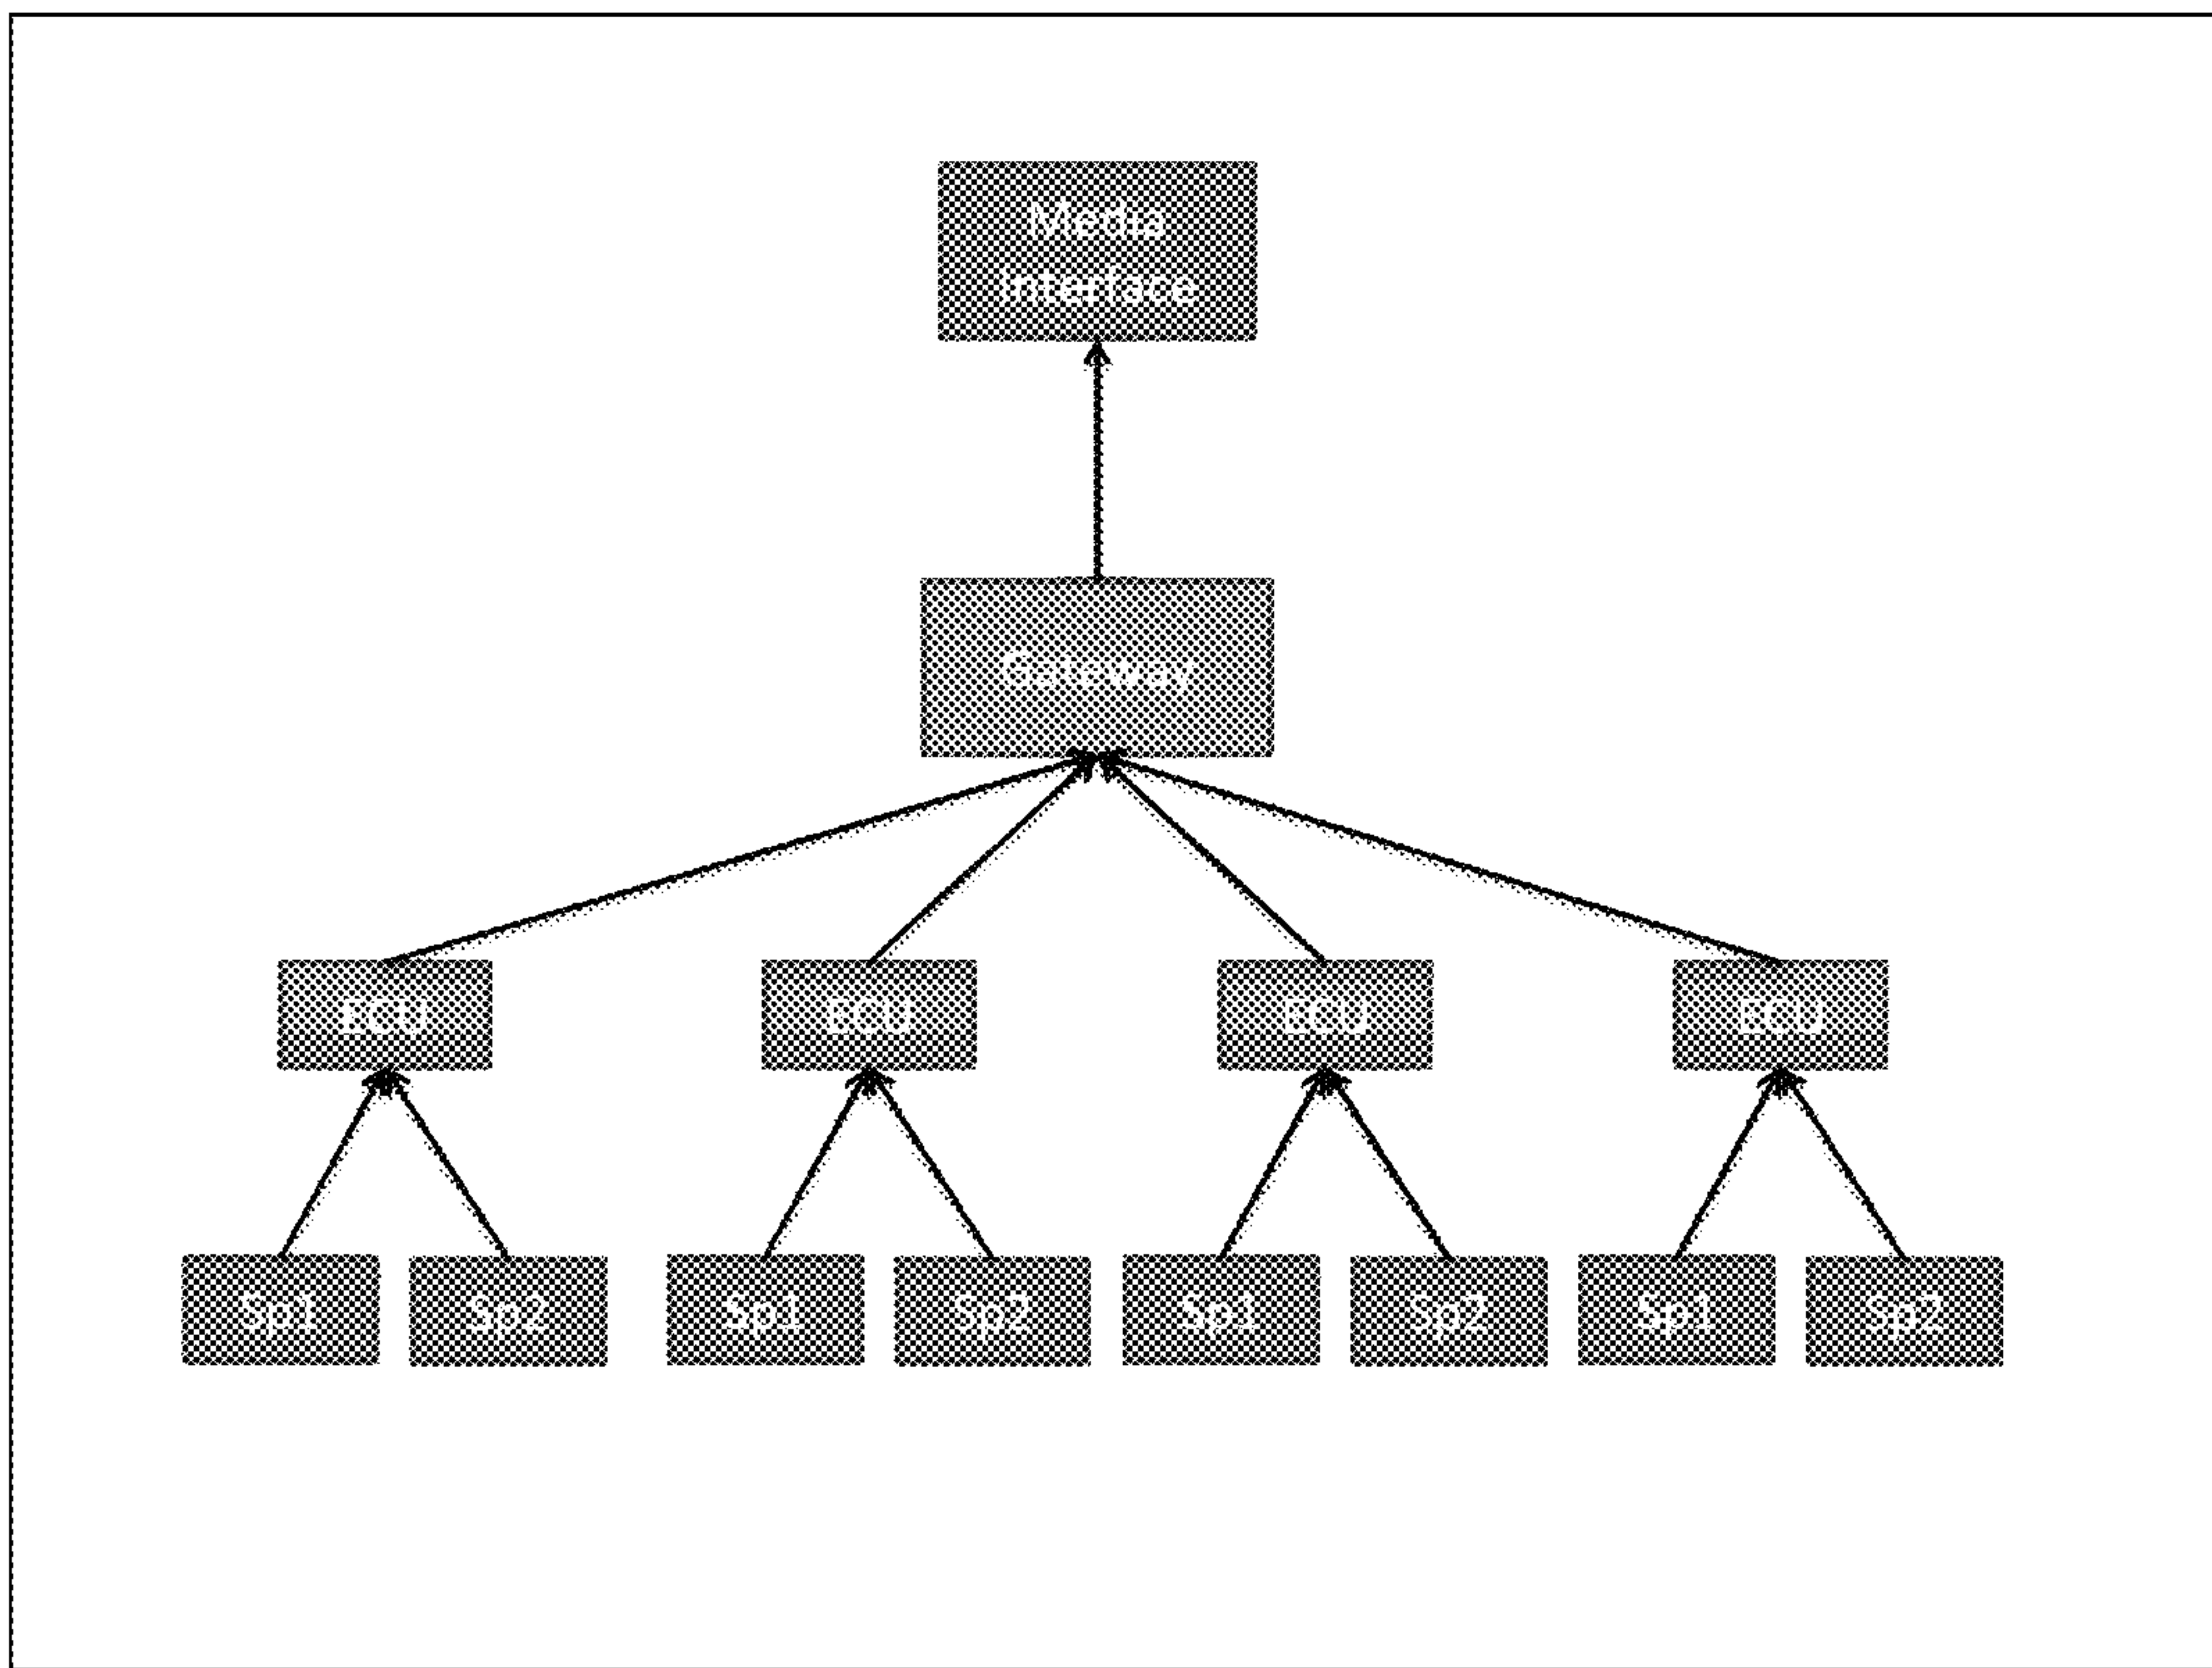 Media
Interface
Gateway
ECU
ECU
ECU
ECU
Sp1
Sp2
Sp1
Sp2
Sp1
Sp2
Sp1
Sp2